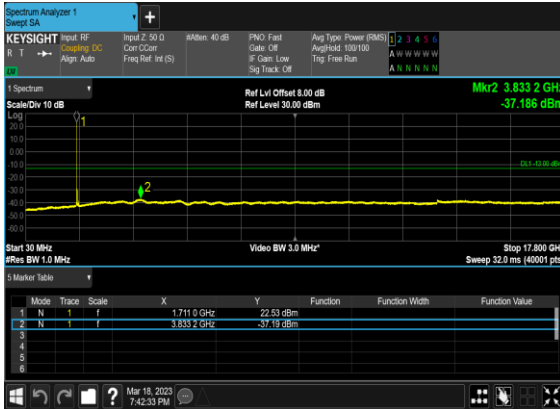 Spectrum Analyzer 1
Swept SA
+
KEYSIGHT Input: RF Input Z: 50 Ω #Atten: 40 dB PNO: Fast Avg Type: Power (RMS) 1 2 3 4 5 6
R T Coupling: DC Corr CCorr Gate: Off Avg|Hold: 100/100 A W W W W W
Align: Auto Freq Ref: Int (S) IF Gain: Low Trig: Free Run
Sig Track: Off A N N N N N
1 Spectrum
Ref Lvl Offset 8.00 dB Mkr2 3.833 2 GHz
Scale/Div 10 dB Ref Level 30.00 dBm -37.186 dBm
Log
1
20.0
10.0
0.00
-10.0
DL1 -13.00 dBm
-20.0
-30.0
2
-40.0
-50.0
-60.0
Start 30 MHz Video BW 3.0 MHz* Stop 17.800 GH
#Res BW 1.0 MHz Sweep 32.0 ms (40001 pts
5 Marker Table
Mode Trace Scale X Y Function Function Width Function Value
1 N 1 f 1.711 0 GHz 22.53 dBm
2 N 1 f 3.833 2 GHz -37.19 dBm
3
4
5
6
? Mar 18, 2023
7:42:33 PM